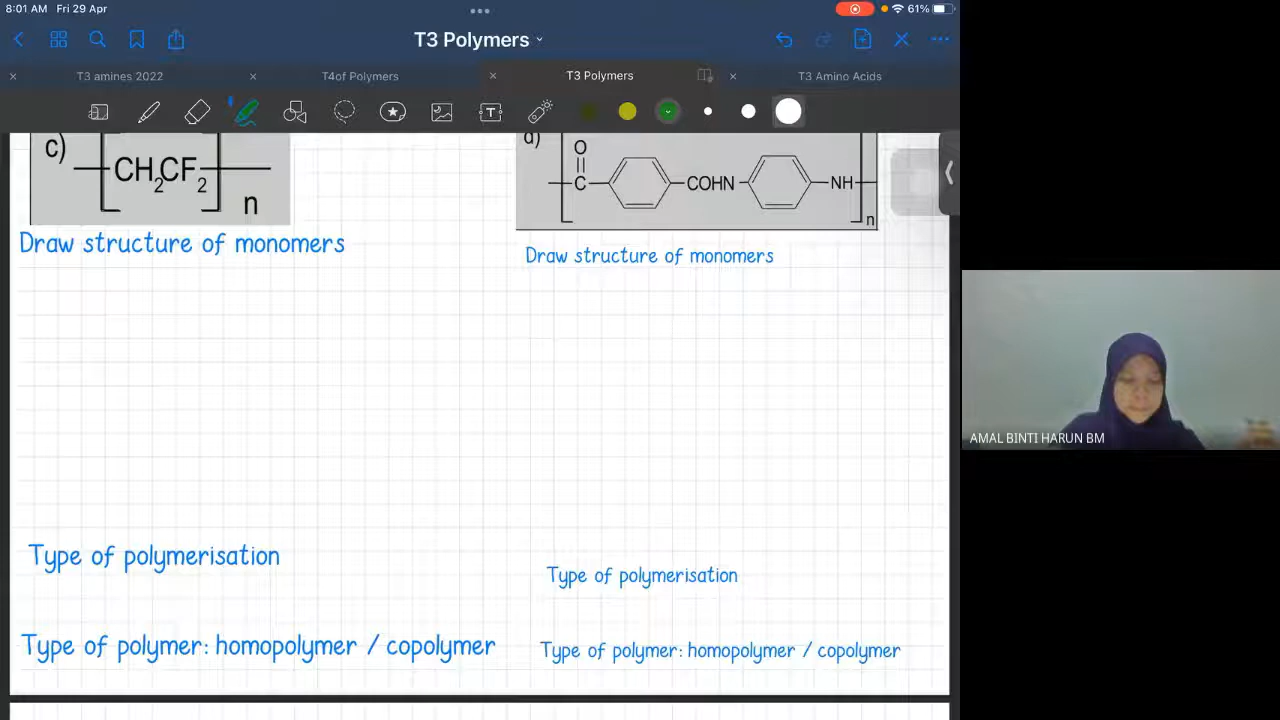 8:01 AM Fri 29 Apr
61%
T3 Polymers
T3 amines 2022
T4of Polymers
T3 Polymers
T3 Amino Acids
c)
CH2CF2
n
d)
O
C
COHN
NH
n
Draw structure of monomers
Draw structure of monomers
AMAL BINTI HARUN BM
Type of polymerisation
Type of polymerisation
Type of polymer: homopolymer / copolymer
Type of polymer: homopolymer / copolymer